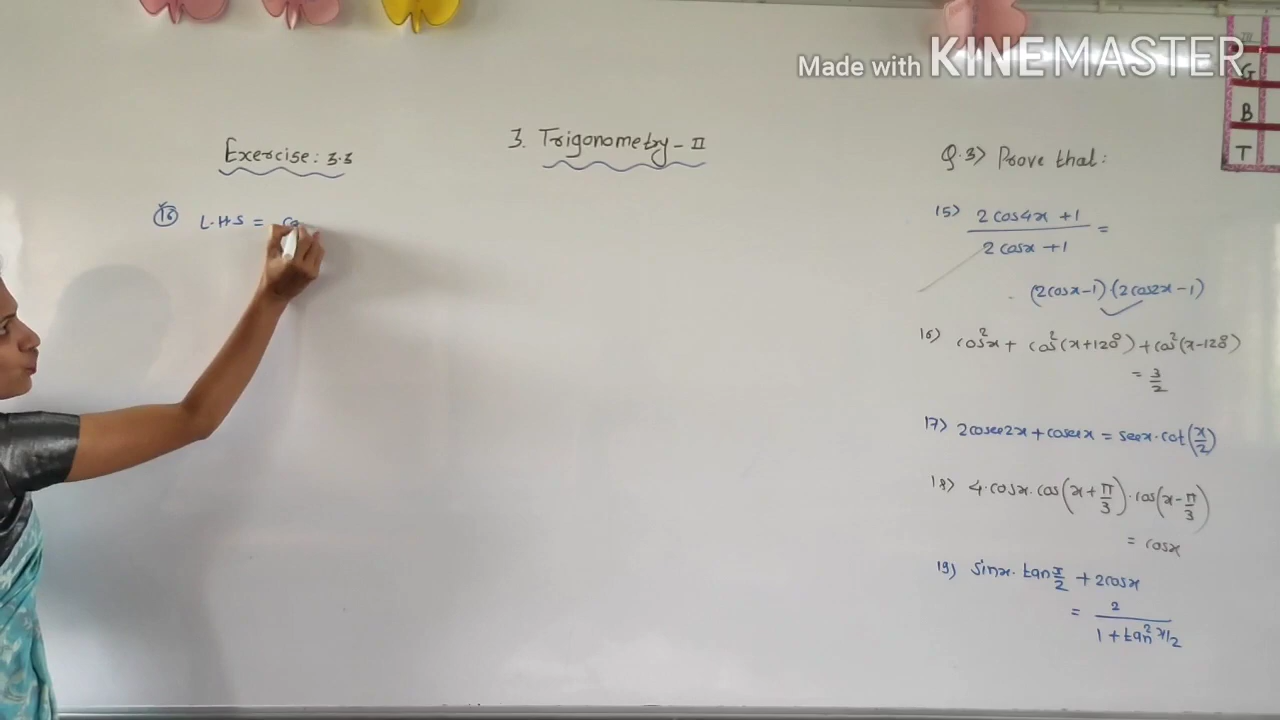 Made with KINEMASTER
G
B
T
3. Trigonometry - II
Exercise: 3.3
Q.3) Prove that:
16 L.H.S = co
15) 2cos4x + 1 / 2cosx + 1 =
(2cosx - 1) (2cos2x - 1)
16) cos²x + cos²(x+120°) + cos²(x-120°)
= 3/2
17) 2cosec2x + cosecx = secx · cot(x/2)
18) 4·cosx·cos(x + π/3)·cos(x - π/3)
= cosx
19) sinx · tan x/2 + 2cosx
= 2 / 1 + tan² x/2